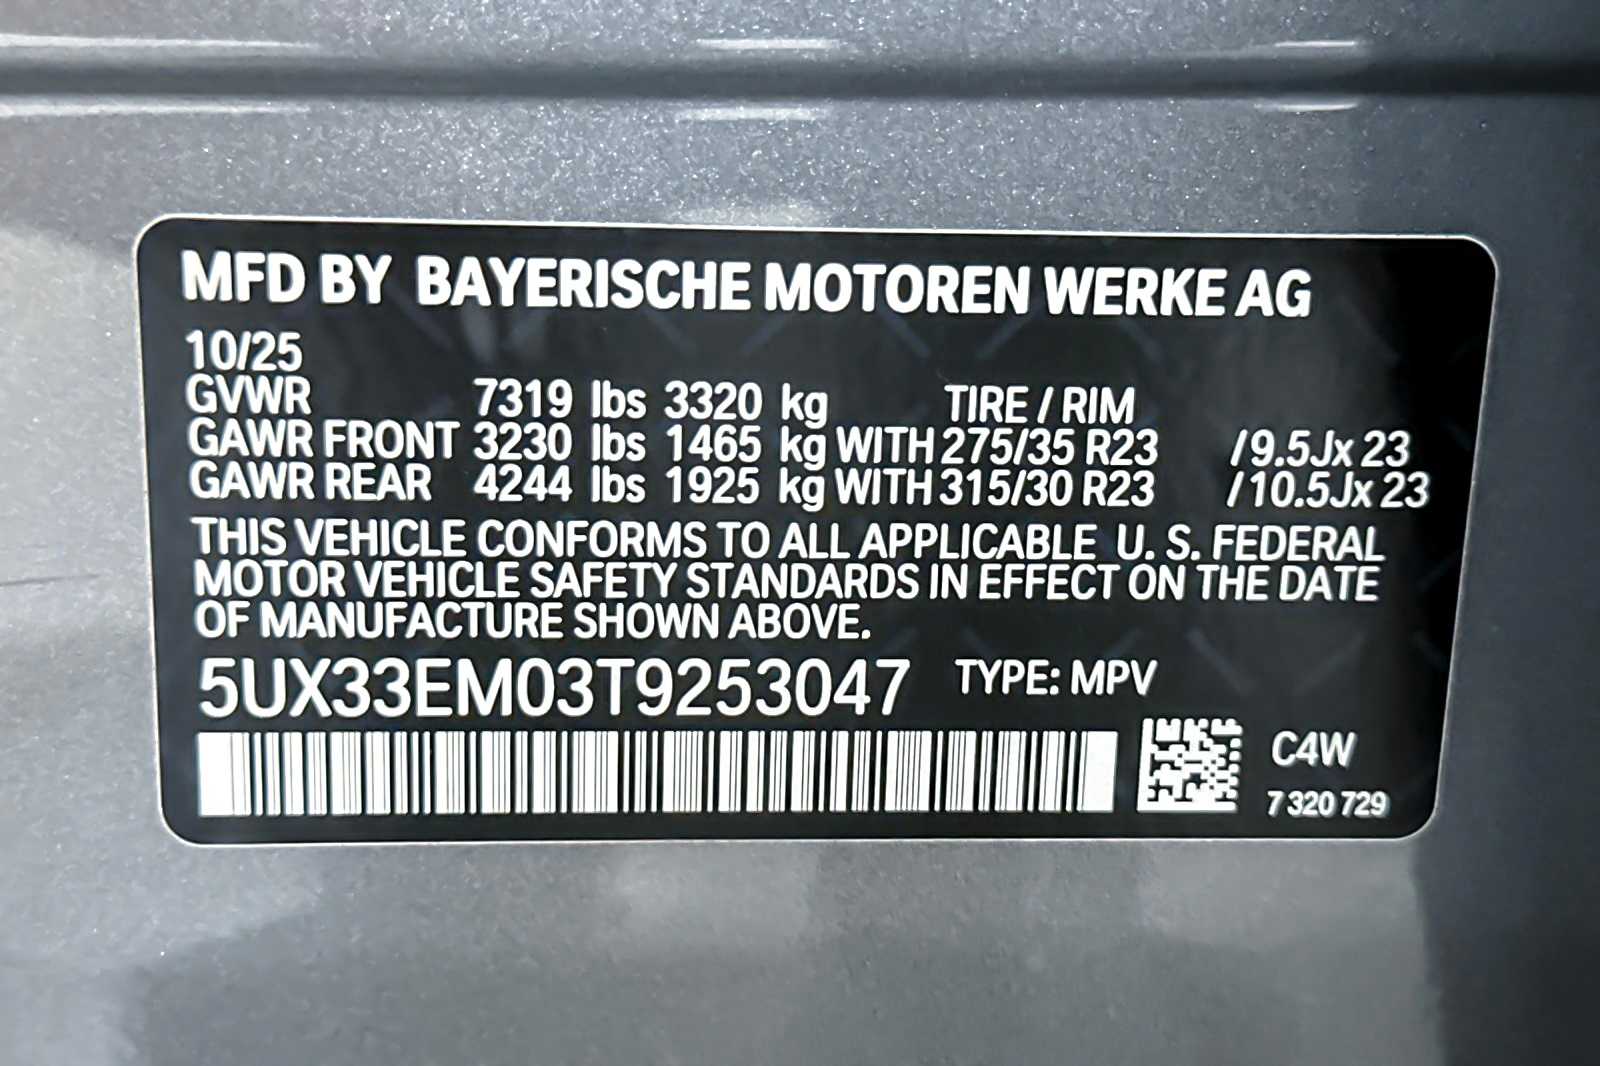 MFD BY BAYERISCHE MOTOREN WERKE AG
10/25
GVWR 7319 lbs 3320 kg TIRE / RIM
GAWR FRONT 3230 lbs 1465 kg WITH 275/35 R23 /9.5Jx 23
GAWR REAR 4244 lbs 1925 kg WITH 315/30 R23 /10.5Jx 23
THIS VEHICLE CONFORMS TO ALL APPLICABLE U. S. FEDERAL
MOTOR VEHICLE SAFETY STANDARDS IN EFFECT ON THE DATE
OF MANUFACTURE SHOWN ABOVE.
5UX33EM03T9253047 TYPE: MPV
C4W
7 320 729